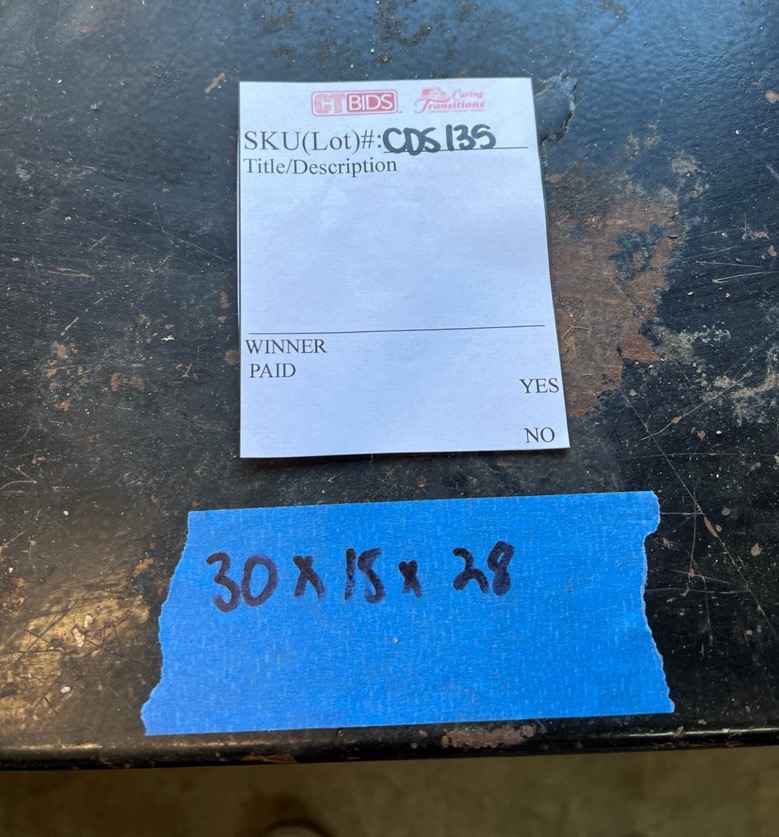 CTBIDS Caring Transitions
SKU(Lot)#: CDS135
Title/Description
WINNER
PAID
YES
NO
30 x 15 x 28